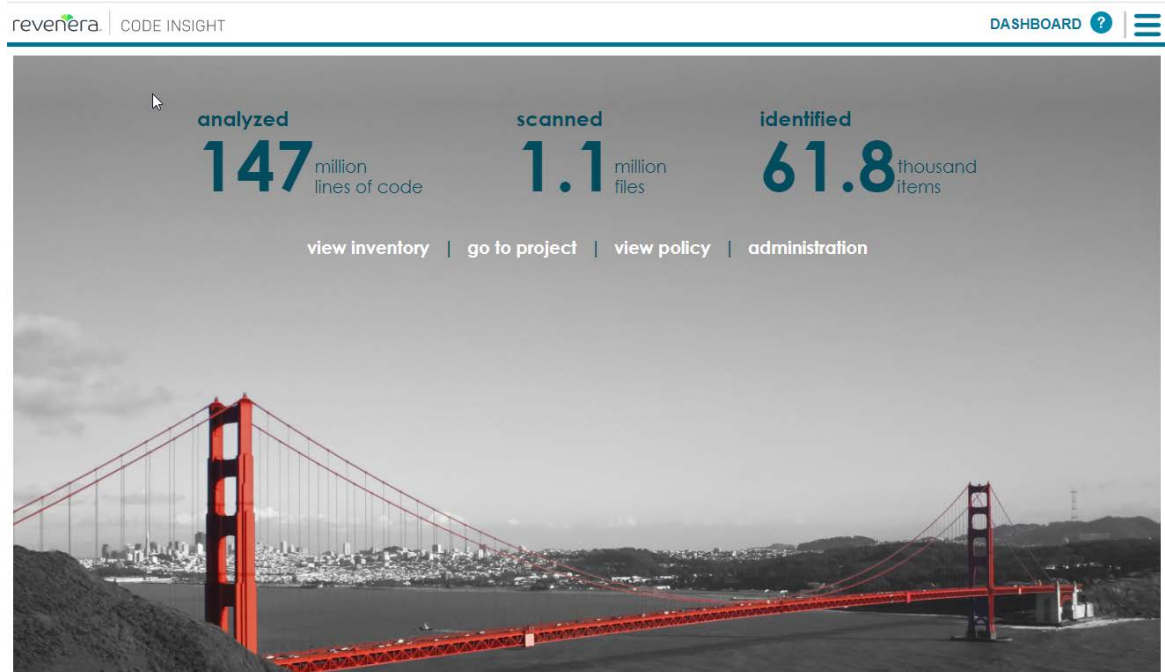 revenera. CODE INSIGHT
DASHBOARD ?
analyzed
147 million
lines of code
scanned
1.1 million
files
identified
61.8 thousand
items
view inventory | go to project | view policy | administration